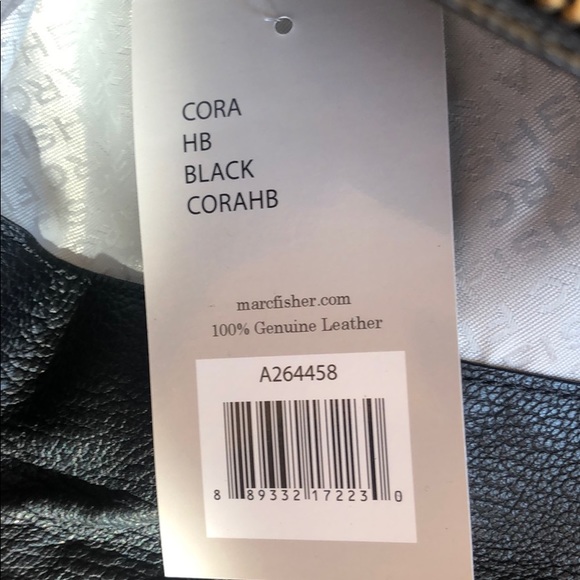 CORA
HB
BLACK
CORAHB
marcfisher.com
100% Genuine Leather
A264458
8 89332 17223 0